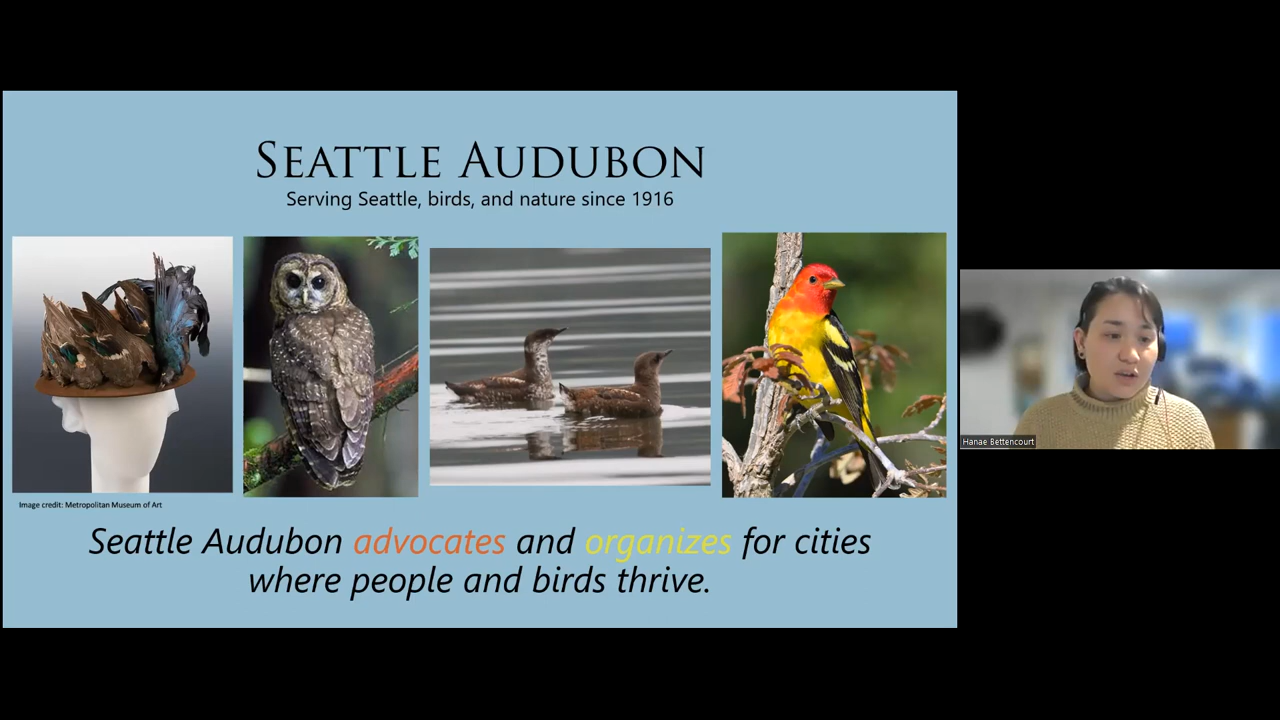 SEATTLE AUDUBON
Serving Seattle, birds, and nature since 1916
Image credit: Metropolitan Museum of Art
Seattle Audubon advocates and organizes for cities
where people and birds thrive.
Hanae Bettencourt